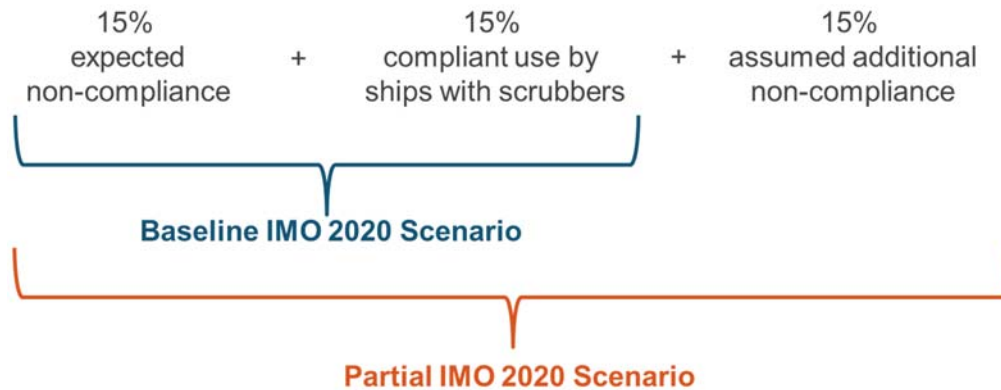 15%
expected
non-compliance
+
15%
compliant use by
ships with scrubbers
+
15%
assumed additional
non-compliance
Baseline IMO 2020 Scenario
Partial IMO 2020 Scenario